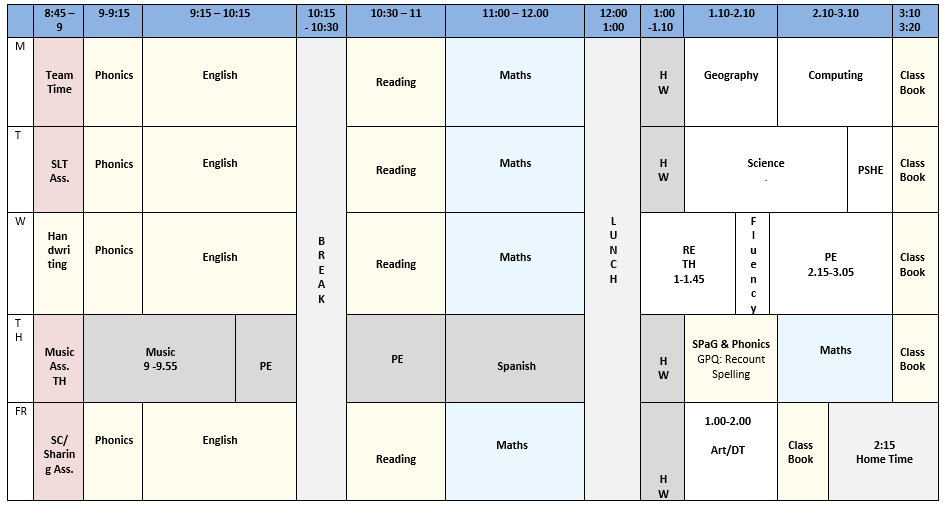 8:45 –
9
9-9:15
9:15 – 10:15
10:15
- 10:30
10:30 – 11
11:00 – 12.00
12:00
1:00
1:00
-1.10
1.10-2.10
2.10-3.10
3:10
3:20
M
Team
Time
Phonics
English
Reading
Maths
H
W
Geography
Computing
Class
Book
T
SLT
Ass.
Phonics
English
Reading
Maths
H
W
Science
.
PSHE
Class
Book
W
Han
dwri
ting
Phonics
English
B
R
E
A
K
Reading
Maths
L
U
N
C
H
RE
TH
1-1.45
F
l
u
e
n
c
y
PE
2.15-3.05
Class
Book
T
H
Music
Ass.
TH
Music
9 -9.55
PE
PE
Spanish
H
W
SPaG & Phonics
GPQ: Recount
Spelling
Maths
Class
Book
FR
SC/
Sharin
g Ass.
Phonics
English
Reading
Maths
H
W
1.00-2.00
Art/DT
Class
Book
2:15
Home Time